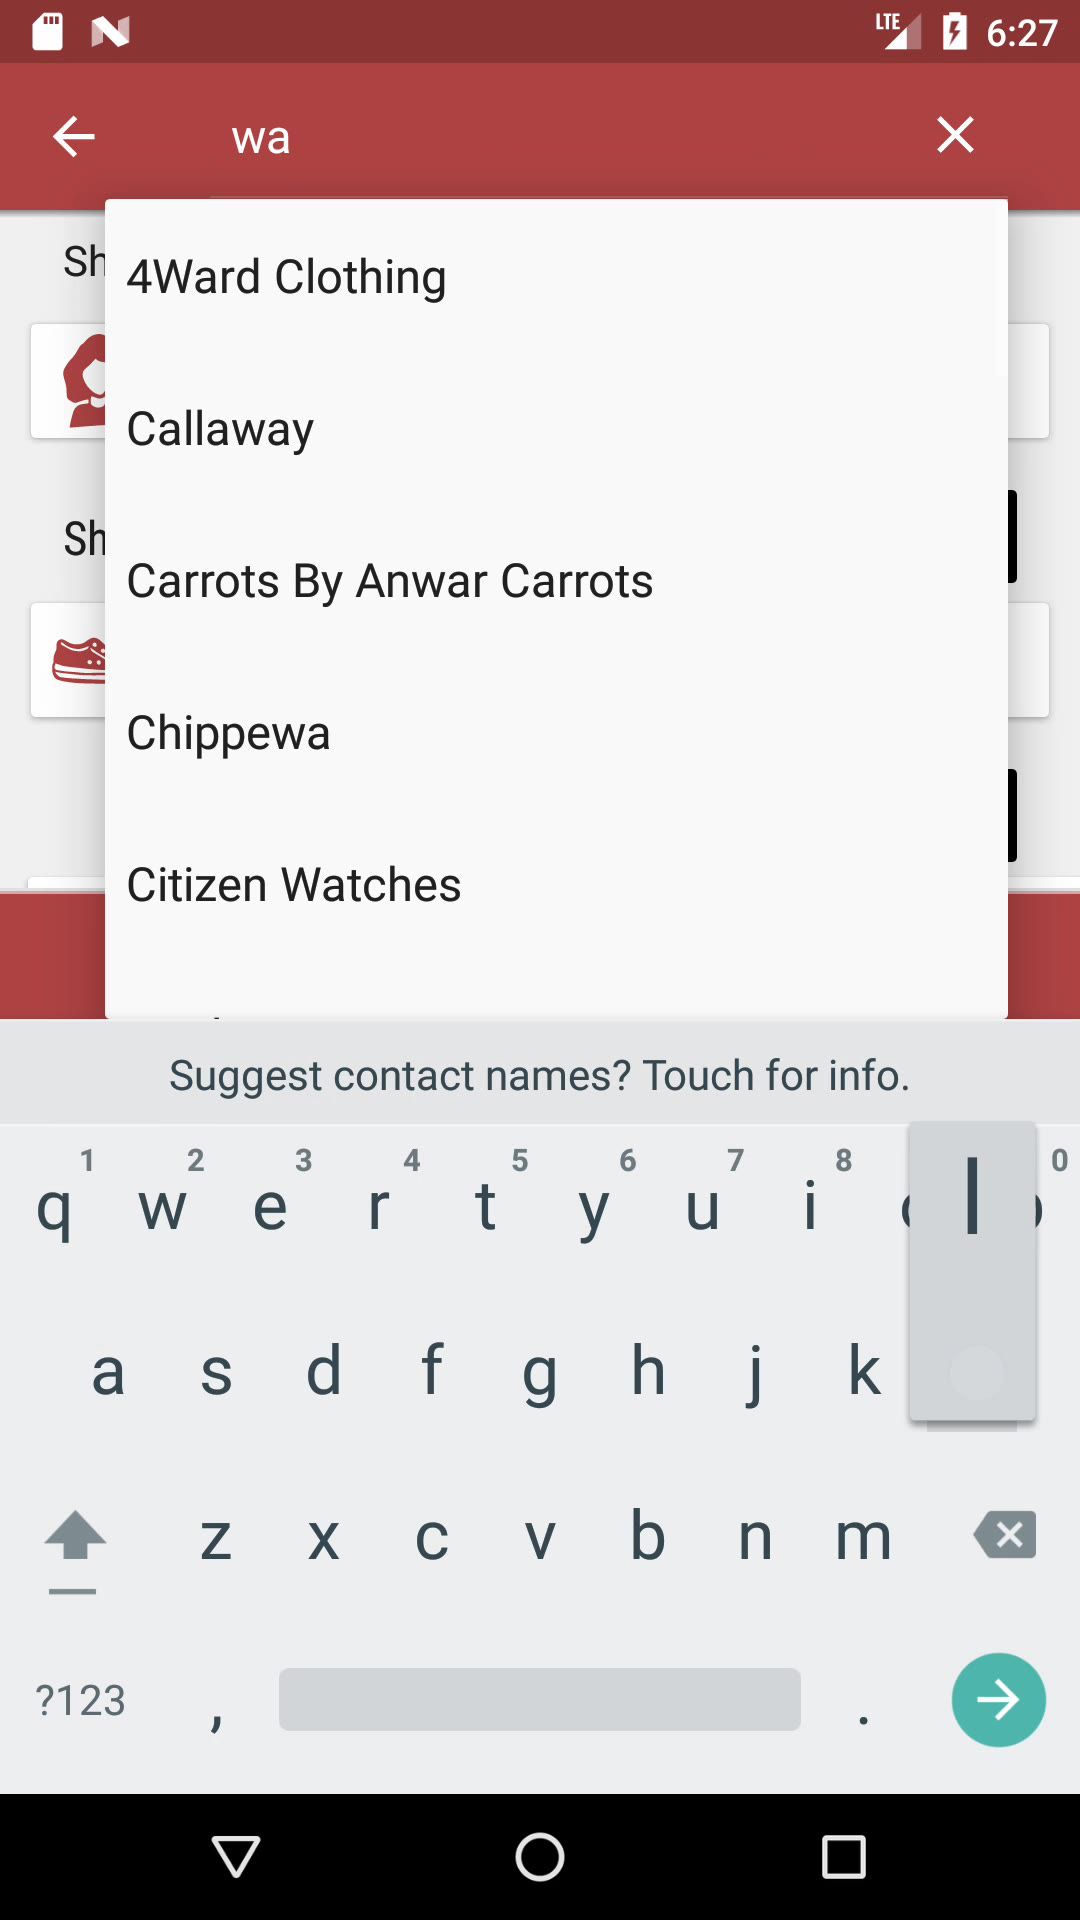 LTE 6:27
wa
Sh
4Ward Clothing
Callaway
Carrots By Anwar Carrots
Sh
Chippewa
Citizen Watches
Suggest contact names? Touch for info.
1 2 3 4 5 6 7 8 0
q w e r t y u i l
a s d f g h j k
z x c v b n m
?123 , .